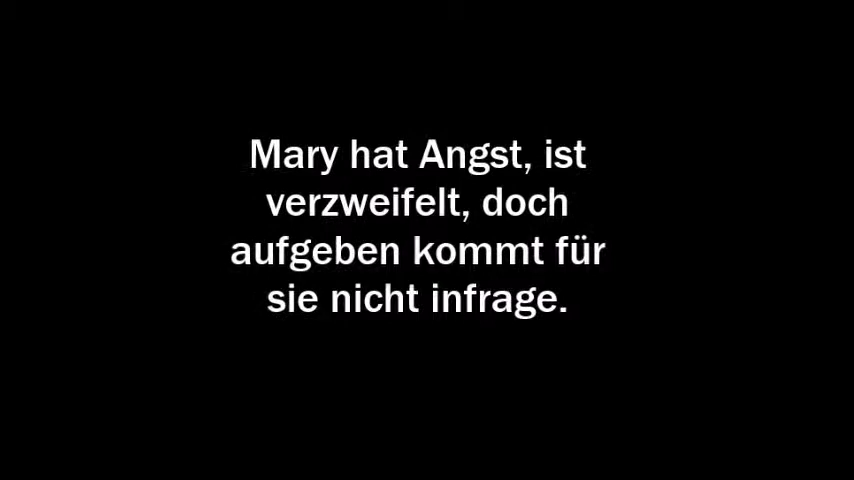 Mary hat Angst, ist
verzweifelt, doch
aufgeben kommt für
sie nicht infrage.